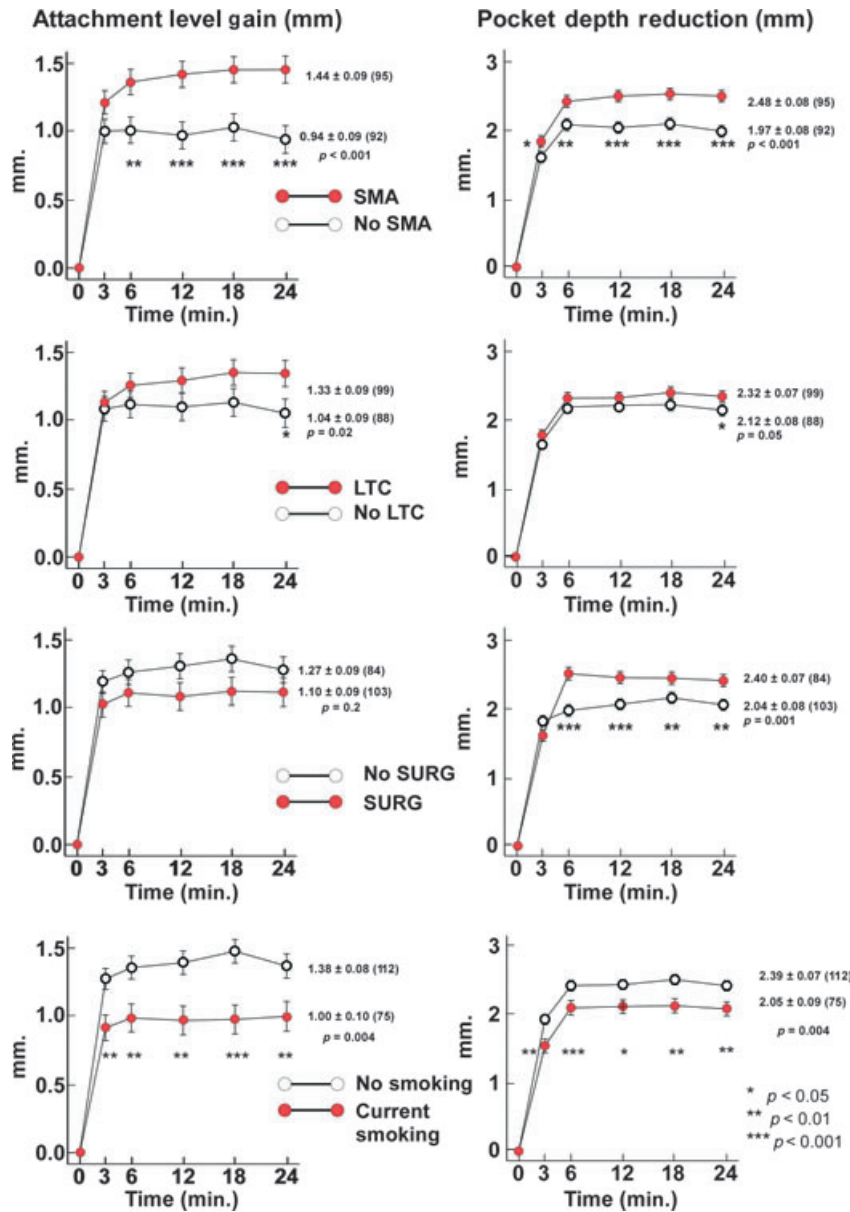 Attachment level gain (mm)
Pocket depth reduction (mm)
1.5
1.0
0.5
0.0
mm.
1.44 ± 0.09 (95)
0.94 ± 0.09 (92)
p < 0.001
** *** *** ***
SMA
No SMA
0 3 6 12 18 24
Time (min.)
3
2
1
0
mm.
2.48 ± 0.08 (95)
1.97 ± 0.08 (92)
p < 0.001
* ** *** *** ***
0 3 6 12 18 24
Time (min.)
1.5
1.0
0.5
0.0
mm.
1.33 ± 0.09 (99)
1.04 ± 0.09 (88)
p = 0.02
*
LTC
No LTC
0 3 6 12 18 24
Time (min.)
3
2
1
0
mm.
2.32 ± 0.07 (99)
2.12 ± 0.08 (88)
p = 0.05
*
0 3 6 12 18 24
Time (min.)
1.5
1.0
0.5
0.0
mm.
1.27 ± 0.09 (84)
1.10 ± 0.09 (103)
p = 0.2
No SURG
SURG
0 3 6 12 18 24
Time (min.)
3
2
1
0
mm.
2.40 ± 0.07 (84)
2.04 ± 0.08 (103)
p = 0.001
*** *** ** **
0 3 6 12 18 24
Time (min.)
1.5
1.0
0.5
0.0
mm.
1.38 ± 0.08 (112)
1.00 ± 0.10 (75)
p = 0.004
** ** ** *** **
No smoking
Current
smoking
0 3 6 12 18 24
Time (min.)
3
2
1
0
mm.
2.39 ± 0.07 (112)
2.05 ± 0.09 (75)
p = 0.004
** *** * ** **
* p < 0.05
** p < 0.01
*** p < 0.001
0 3 6 12 18 24
Time (min.)